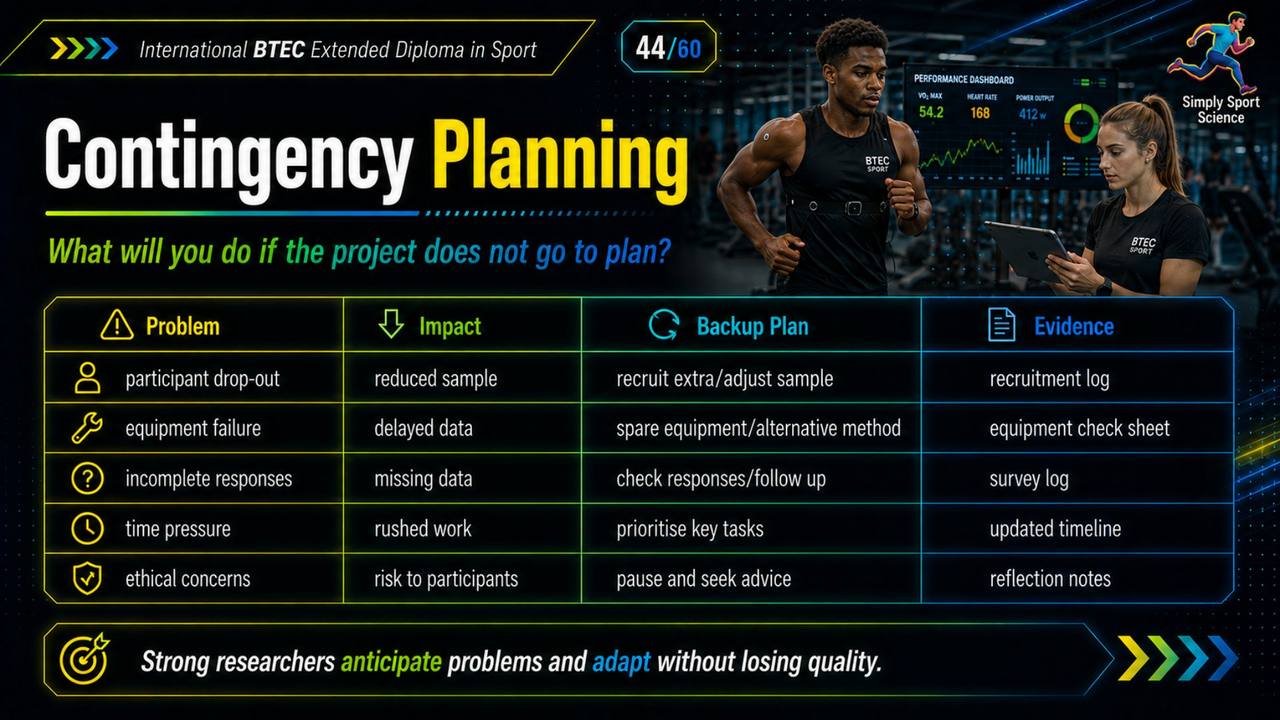 International BTEC Extended Diploma in Sport
44/60
Simply Sport
Science
PERFORMANCE DASHBOARD
VO₂ MAX HEART RATE POWER OUTPUT
54.2 168 412 W
BTEC
SPORT
BTEC
SPORT
Contingency Planning
What will you do if the project does not go to plan?
Problem Impact Backup Plan Evidence
participant drop-out reduced sample recruit extra/adjust sample recruitment log
equipment failure delayed data spare equipment/alternative method equipment check sheet
incomplete responses missing data check responses/follow up survey log
time pressure rushed work prioritise key tasks updated timeline
ethical concerns risk to participants pause and seek advice reflection notes
Strong researchers anticipate problems and adapt without losing quality.